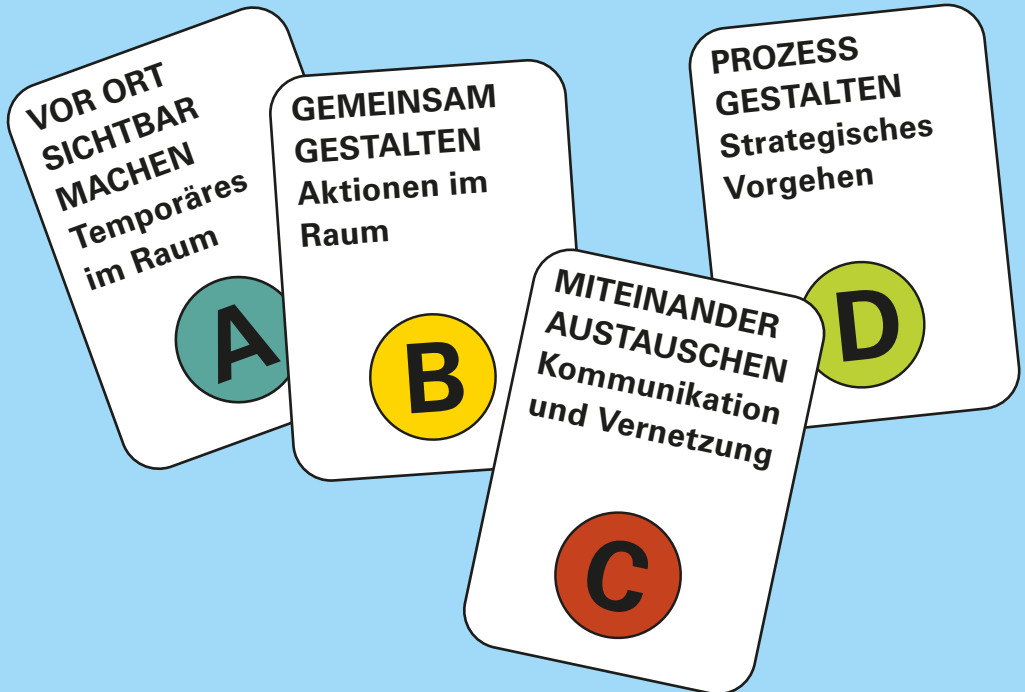 VOR ORT
SICHTBAR
MACHEN
Temporäres
im Raum
A
GEMEINSAM
GESTALTEN
Aktionen im
Raum
B
MITEINANDER
AUSTAUSCHEN
Kommunikation
und Vernetzung
C
PROZESS
GESTALTEN
Strategisches
Vorgehen
D